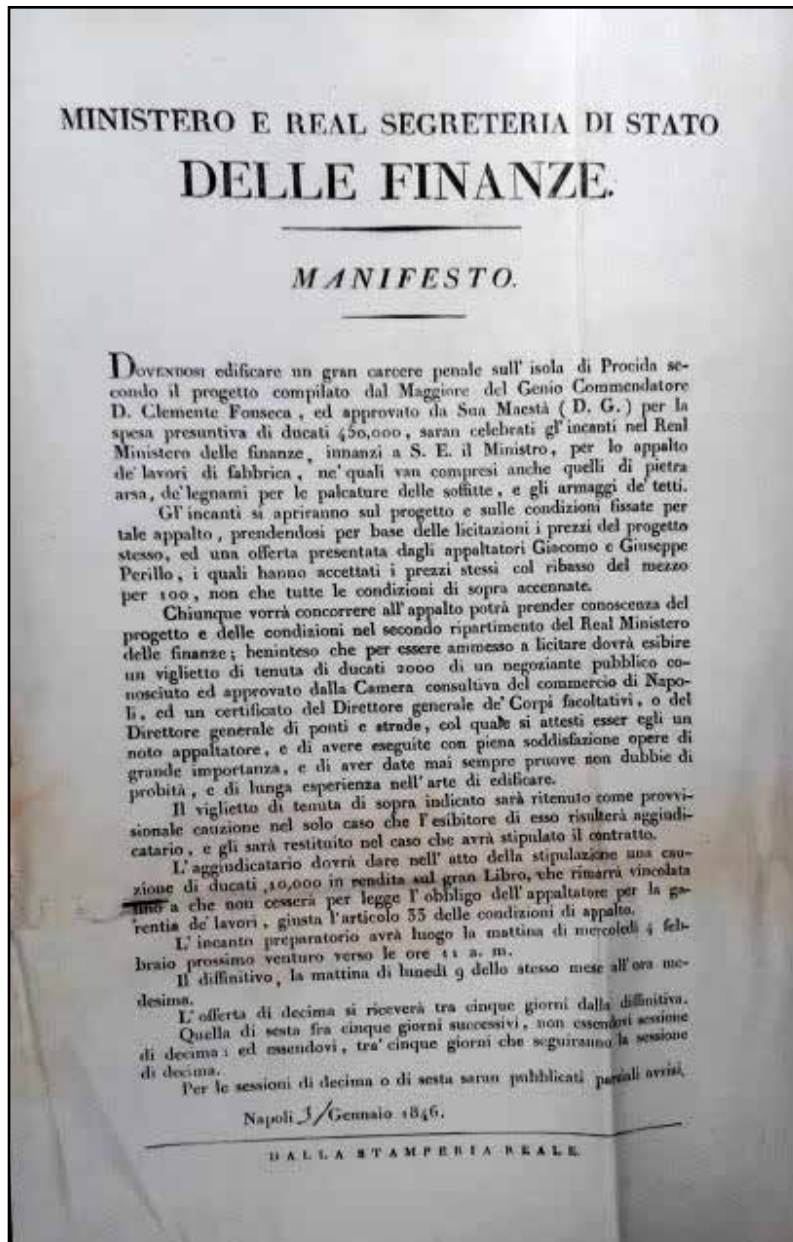 MINISTERO E REAL SEGRETERIA DI STATO
DELLE FINANZE.
MANIFESTO.
DOVENDOSI edificare un gran carcere penale sull' isola di Procida se-
condo il progetto compilato dal Maggiore del Genio Commendatore
D. Clemente Fonseca, ed approvato da Sua Maestà ( D. G. ) per la
spesa presuntiva di ducati 450,000, saran celebrati gl' incanti nel Real
Ministero delle finanze, innanzi a S. E. il Ministro, per lo appalto
de' lavori di fabbrica, ne' quali van compresi anche quelli di pietra
arsa, de' legnami per le palcature delle soffitte, e gli armaggi de' tetti.
Gl' incanti si apriranno sul progetto e sulle condizioni fissate per
tale appalto, prendendosi per base delle licitazioni i prezzi del progetto
stesso, ed una offerta presentata dagli appaltatori Giacomo e Giuseppe
Perillo, i quali hanno accettati i prezzi stessi col ribasso del mezzo
per 100, non che tutte le condizioni di sopra accennate.
Chiunque vorrà concorrere all' appalto potrà prender conoscenza del
progetto e delle condizioni nel secondo ripartimento del Real Ministero
delle finanze; beninteso che per essere ammesso a licitare dovrà esibire
un viglietto di tenuta di ducati 2000 di un negoziante pubblico co-
nosciuto ed approvato dalla Camera consultiva del commercio di Napo-
li, ed un certificato del Direttore generale de' Corpi facoltativi, o del
Direttore generale di ponti e strade, col quale si attesti esser egli un
noto appaltatore, e di avere eseguite con piena soddisfazione opere di
grande importanza, e di aver date mai sempre pruove non dubbie di
probità, e di lunga esperienza nell' arte di edificare.
Il viglietto di tenuta di sopra indicato sarà ritenuto come provvi-
sionale cauzione nel solo caso che l' esibitore di esso risulterà aggiudi-
catario, e gli sarà restituito nel caso che avrà stipulato il contratto.
L' aggiudicatario dovrà dare nell' atto della stipulazione una cau-
zione di ducati 10,000 in rendita sul gran Libro, che rimarrà vincolata
fino a che non cesserà per legge l' obbligo dell' appaltatore per la ga-
rentia de' lavori, giusta l' articolo 33 delle condizioni di appalto.
L' incanto preparatorio avrà luogo la mattina di mercoledì 4 feb-
braio prossimo venturo verso le ore 11 a. m.
Il diffinitivo, la mattina di lunedì 9 dello stesso mese all' ora me-
desima.
L' offerta di decima si riceverà tra cinque giorni dalla diffinitiva.
Quella di sesta fra cinque giorni successivi, non essendovi sessione
di decima: ed essendovi, tra' cinque giorni che seguiranno la sessione
di decima.
Per le sessioni di decima o di sesta saran pubblicati parziali avvisi.
Napoli 3/ Gennaio 1846.
DALLA STAMPERIA REALE.